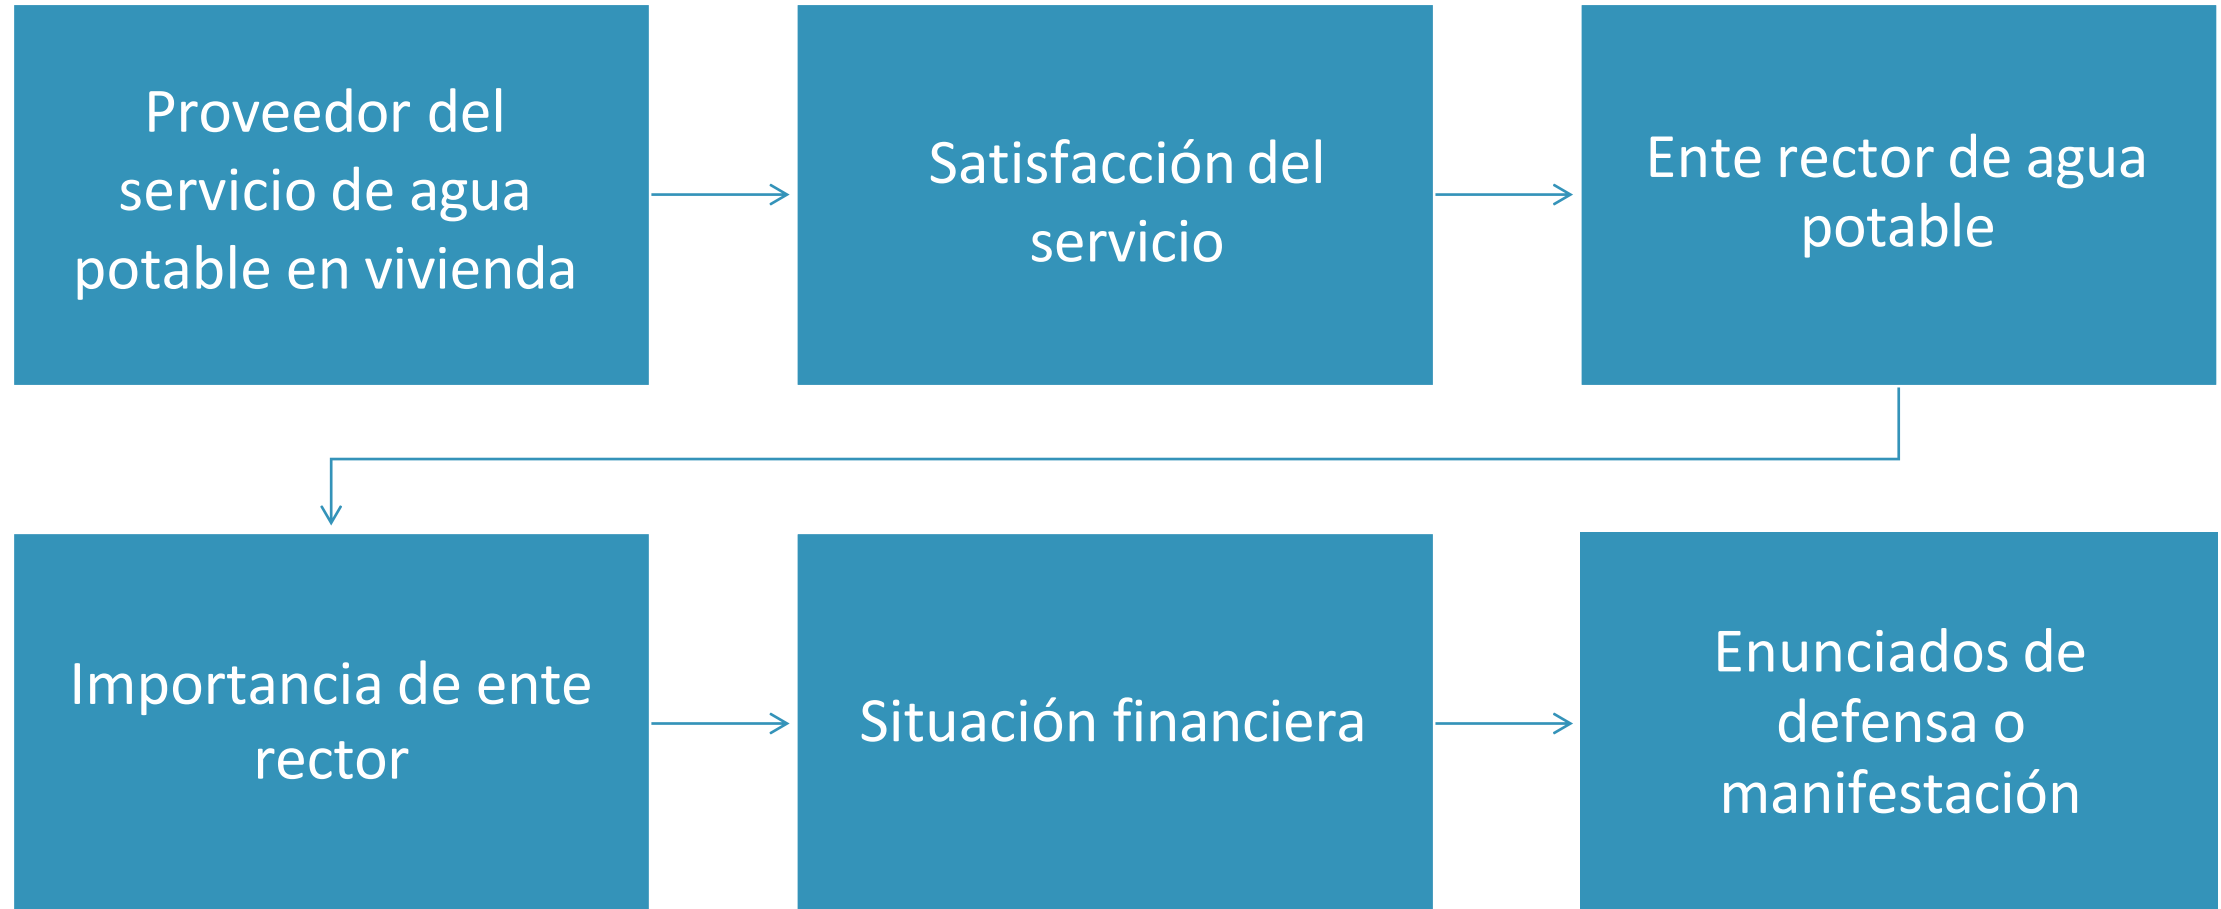 Proveedor del
servicio de agua
potable en vivienda
Satisfacción del
servicio
Ente rector de agua
potable
Importancia de ente
rector
Situación financiera
Enunciados de
defensa o
manifestación